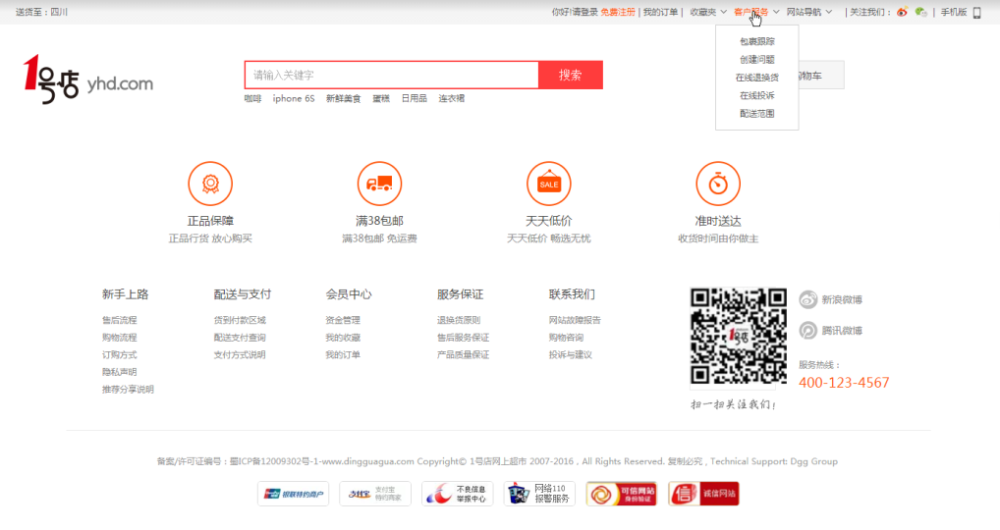 送货至：四川
你好!请登录 免费注册 | 我的订单 | 收藏夹 客户服务 网站导航 | 关注我们： | 手机版
包裹跟踪
创建问题
在线退换货
在线投诉
配送范围
1号店 yhd.com
请输入关键字 搜索
物车
咖啡 iphone 6S 新鲜美食 蛋糕 日用品 连衣裙
SALE
正品保障 满38包邮 天天低价 准时送达
正品行货 放心购买 满38包邮 免运费 天天低价 畅选无忧 收货时间由你做主
新手上路
售后流程
购物流程
订购方式
隐私声明
推荐分享说明
配送与支付
货到付款区域
配送支付查询
支付方式说明
会员中心
资金管理
我的收藏
我的订单
服务保证
退换货原则
售后服务保证
产品质量保证
联系我们
网站故障报告
购物咨询
投诉与建议
1号店
扫一扫关注我们!
新浪微博
腾讯微博
服务热线：
400-123-4567
备案/许可证编号：蜀ICP备12009302号-1-www.dingguagua.com Copyright© 1号店网上超市 2007-2016，All Rights Reserved. 复制必究 , Technical Support: Dgg Group
银联特约商户
支付宝 支付宝
特约商家
不良信息
举报中心
网络110
报警服务
可信网站
身份验证
信 诚信网站